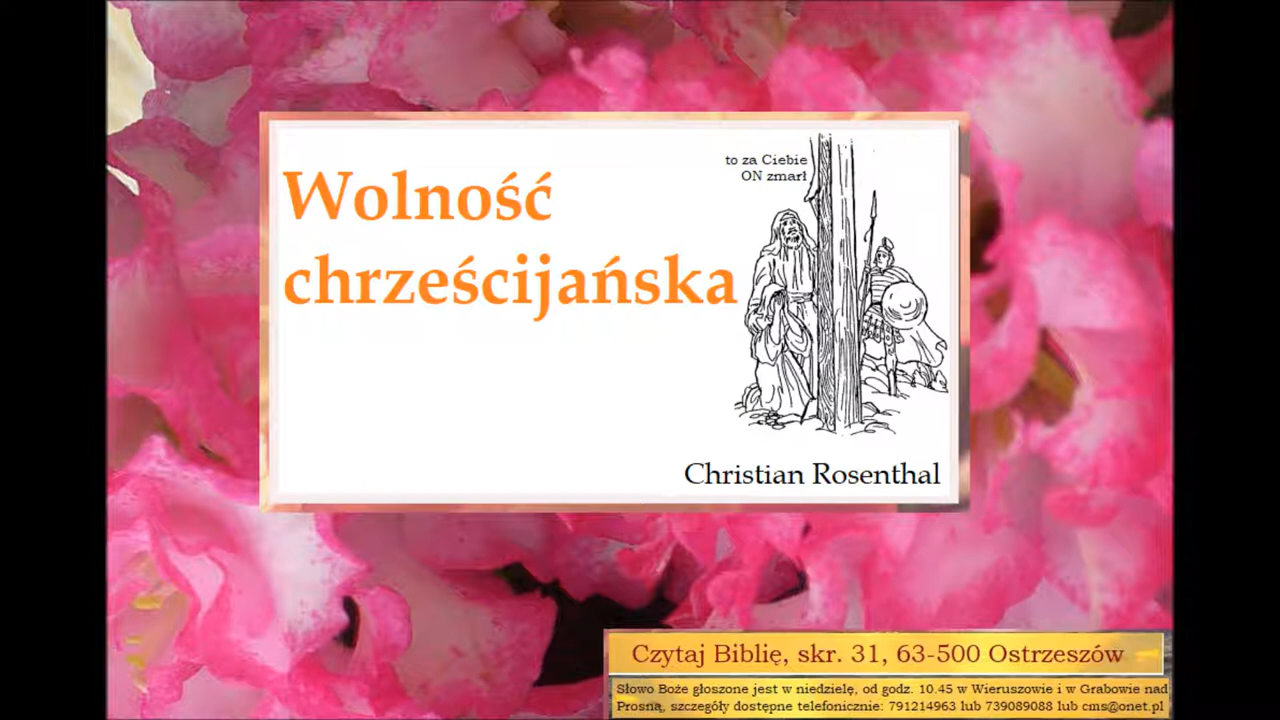 to za Ciebie
ON zmarł
Wolność
chrześcijańska
Christian Rosenthal
Czytaj Biblię, skr. 31, 63-500 Ostrzeszów
Słowo Boże głoszone jest w niedzielę, od godz. 10.45 w Wieruszowie i w Grabowie nad
Prosną, szczegóły dostępne telefonicznie: 791214963 lub 739089088 lub cms@onet.pl